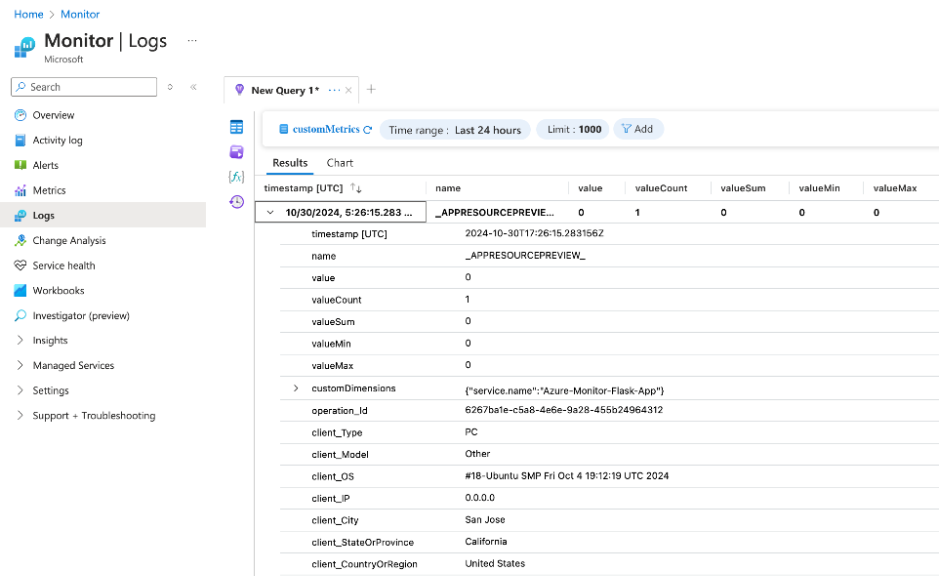 Home > Monitor
Monitor | Logs ...
Microsoft
Search
«
Overview
Activity log
Alerts
Metrics
Logs
Change Analysis
Service health
Workbooks
Investigator (preview)
Insights
Managed Services
Settings
Support + Troubleshooting
New Query 1* ... × +
customMetrics Time range : Last 24 hours Limit : 1000 Add
Results Chart
timestamp [UTC] ↑↓ name value valueCount valueSum valueMin valueMax
10/30/2024, 5:26:15.283 ... _APPRESOURCEPREVIE... 0 1 0 0 0
timestamp [UTC] 2024-10-30T17:26:15.283156Z
name _APPRESOURCEPREVIEW_
value 0
valueCount 1
valueSum 0
valueMin 0
valueMax 0
> customDimensions {"service.name":"Azure-Monitor-Flask-App"}
operation_Id 6267ba1e-c5a8-4e6e-9a28-455b24964312
client_Type PC
client_Model Other
client_OS #18-Ubuntu SMP Fri Oct 4 19:12:19 UTC 2024
client_IP 0.0.0.0
client_City San Jose
client_StateOrProvince California
client_CountryOrRegion United States